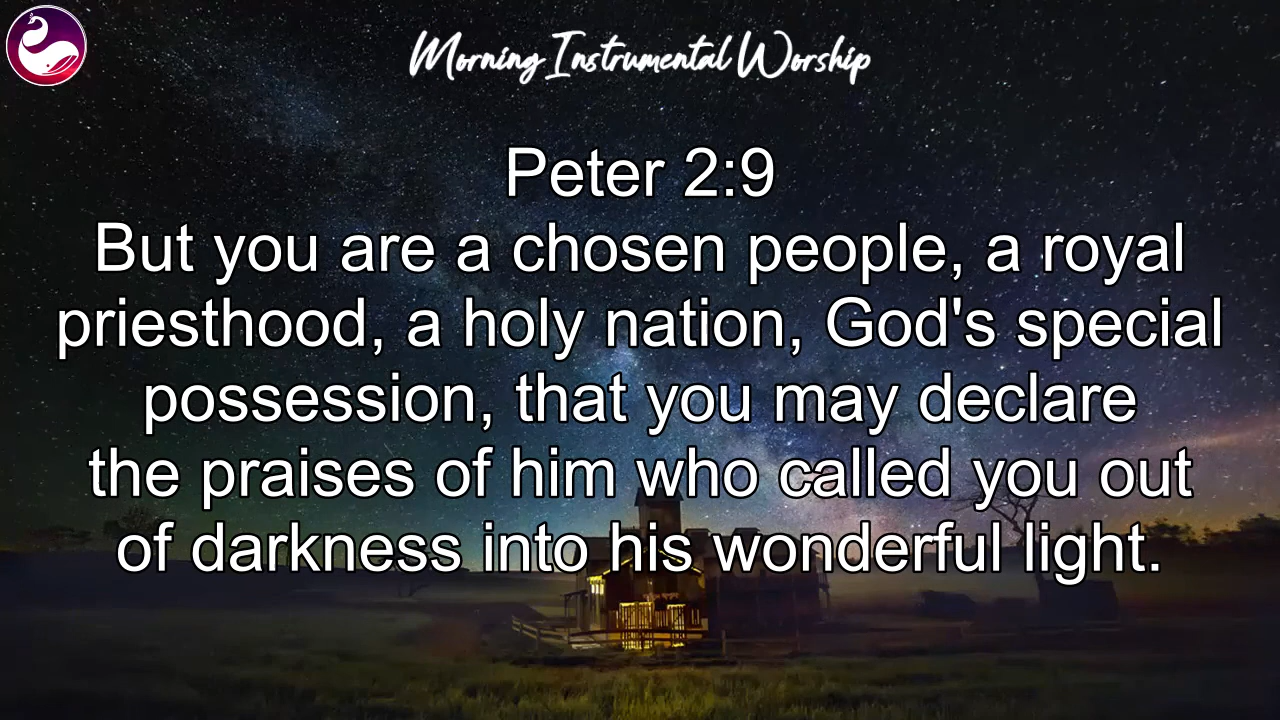 Morning Instrumental Worship
Peter 2:9
But you are a chosen people, a royal
priesthood, a holy nation, God's special
possession, that you may declare
the praises of him who called you out
of darkness into his wonderful light.